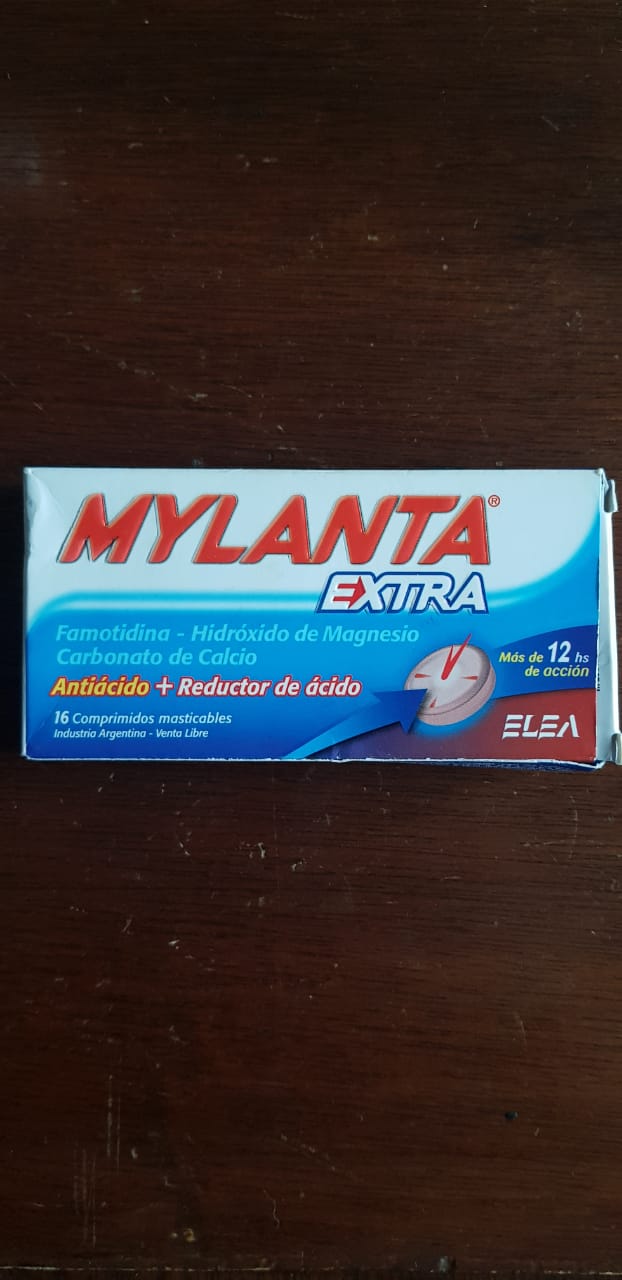 MYLANTA®
EXTRA
Famotidina - Hidróxido de Magnesio
Carbonato de Calcio
Antiácido + Reductor de ácido
16 Comprimidos masticables
Industria Argentina - Venta Libre
Más de 12 hs
de acción
ELEA